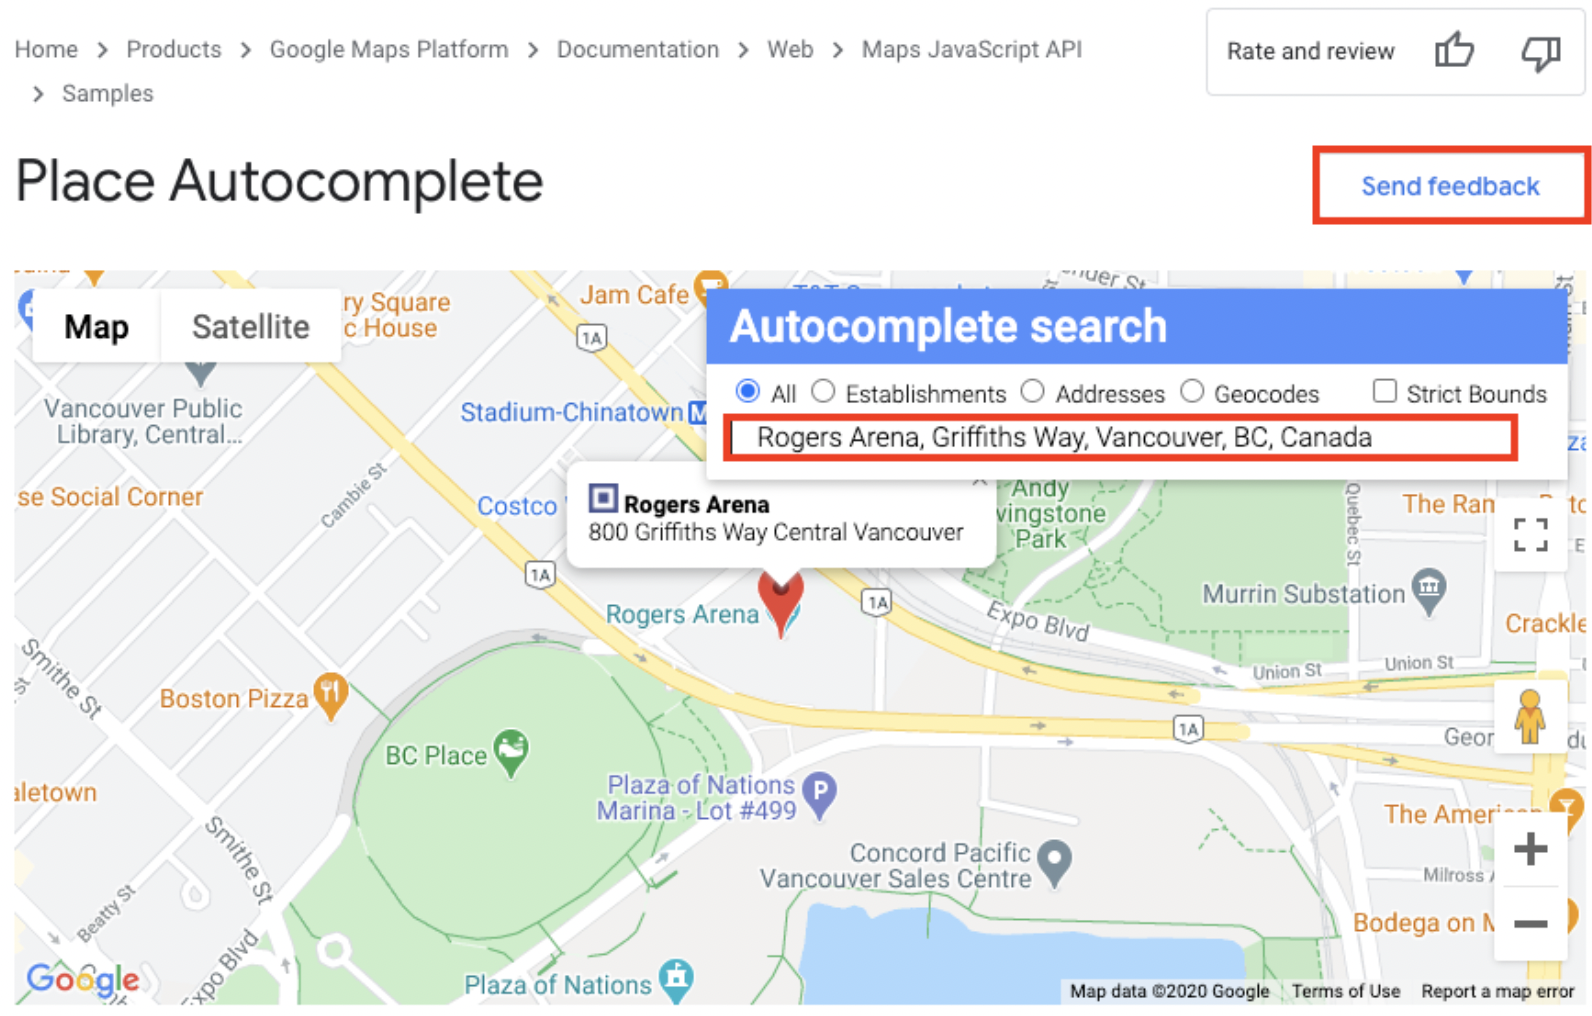 Home > Products > Google Maps Platform > Documentation > Web > Maps JavaScript API
> Samples
Rate and review
Place Autocomplete
Send feedback
Map
Satellite
ry Square
c House
Jam Cafe
Autocomplete search
All
Establishments
Addresses
Geocodes
Strict Bounds
Rogers Arena, Griffiths Way, Vancouver, BC, Canada
1A
Vancouver Public
Library, Central...
Stadium-Chinatown
se Social Corner
Cambie St
Costco
Rogers Arena
800 Griffiths Way Central Vancouver
Andy
vingstone
Park
Quebec St
The Ran
1A
Rogers Arena
1A
Expo Blvd
Murrin Substation
Crackle
Union St
Union St
Smithe St
Boston Pizza
BC Place
1A
Geor
Plaza of Nations
Marina - Lot #499
P
aletown
Smithe St
The American
Concord Pacific
Vancouver Sales Centre
Milross
Beatty St
Expo Blvd
Bodega on M
Google
Plaza of Nations
Map data ©2020 Google
Terms of Use
Report a map error